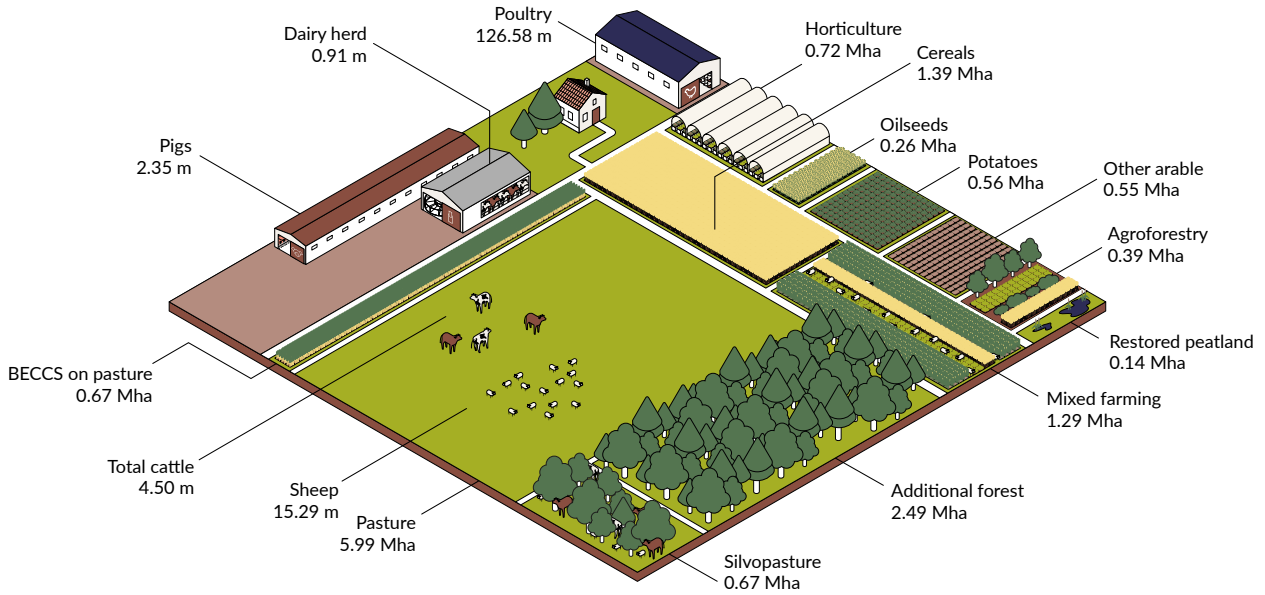 Poultry
126.58 m
Dairy herd
0.91 m
Pigs
2.35 m
Horticulture
0.72 Mha
Cereals
1.39 Mha
Oilseeds
0.26 Mha
Potatoes
0.56 Mha
Other arable
0.55 Mha
Agroforestry
0.39 Mha
Restored peatland
0.14 Mha
Mixed farming
1.29 Mha
Additional forest
2.49 Mha
Silvopasture
0.67 Mha
BECCS on pasture
0.67 Mha
Total cattle
4.50 m
Sheep
15.29 m
Pasture
5.99 Mha